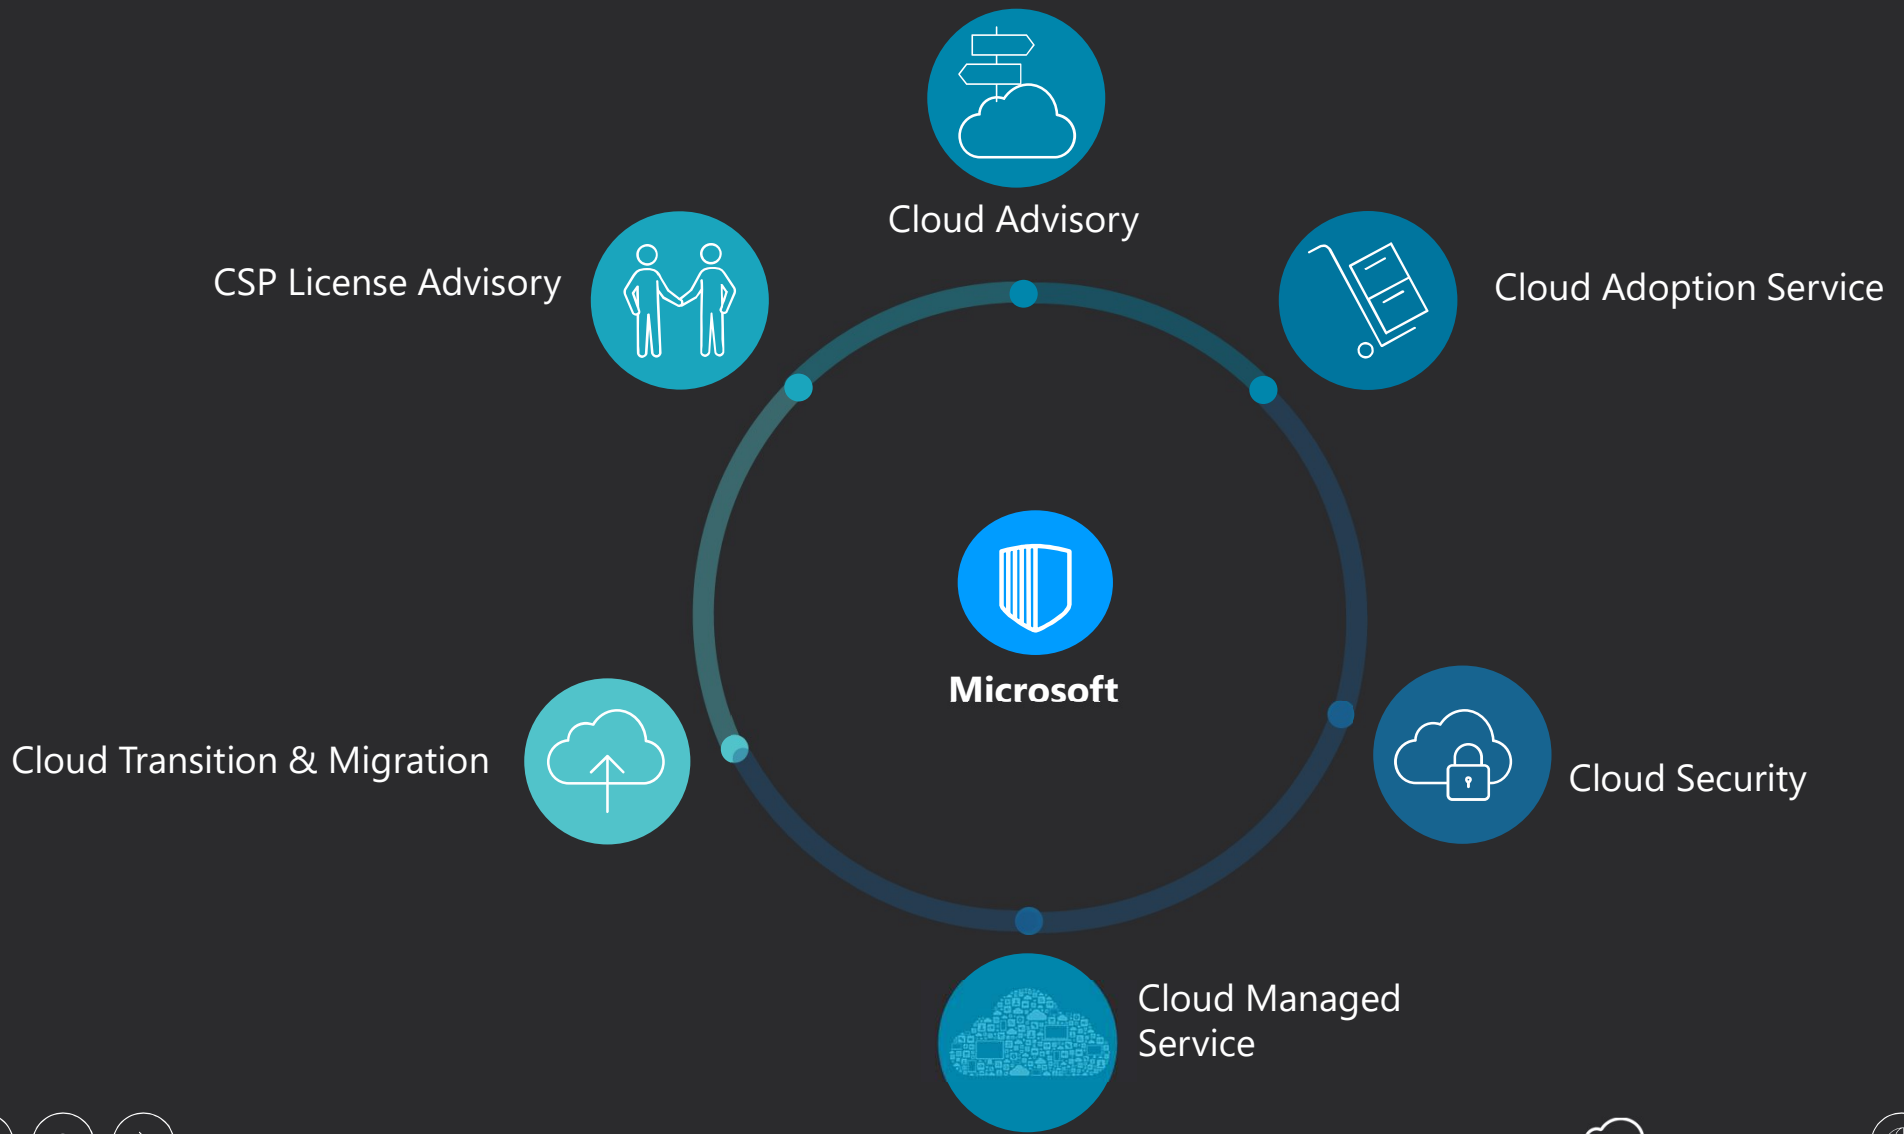 Cloud Advisory
CSP License Advisory
Cloud Adoption Service
Microsoft
Cloud Transition & Migration
Cloud Security
Cloud Managed
Service